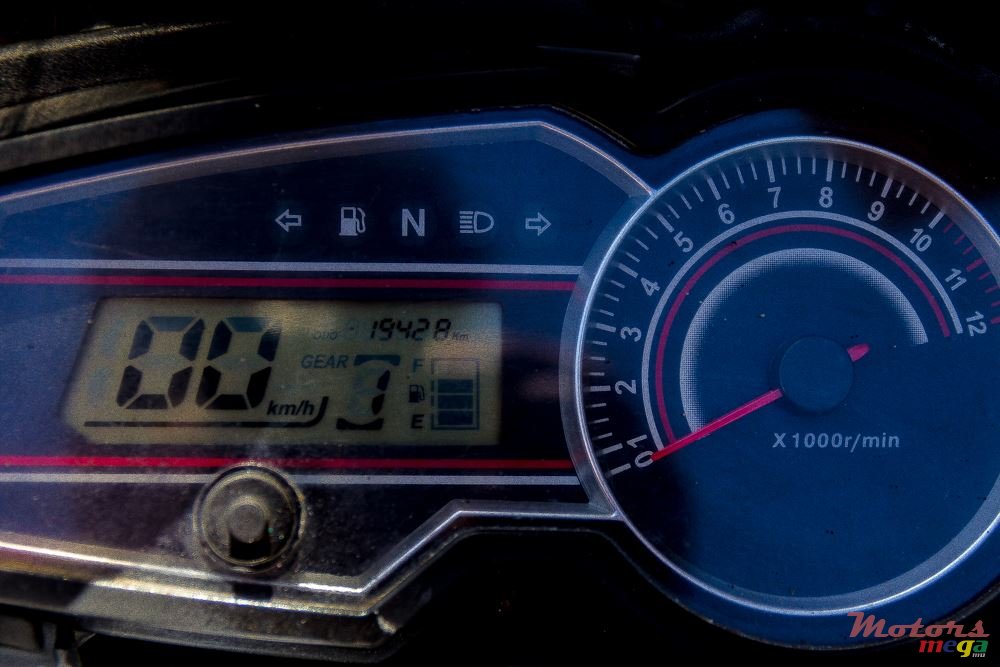 N
ODO 19428 Km
00 km/h
GEAR
F
E
0 1 2 3 4 5 6 7 8 9 10 11 12
X1000r/min
Motors
mega.mu